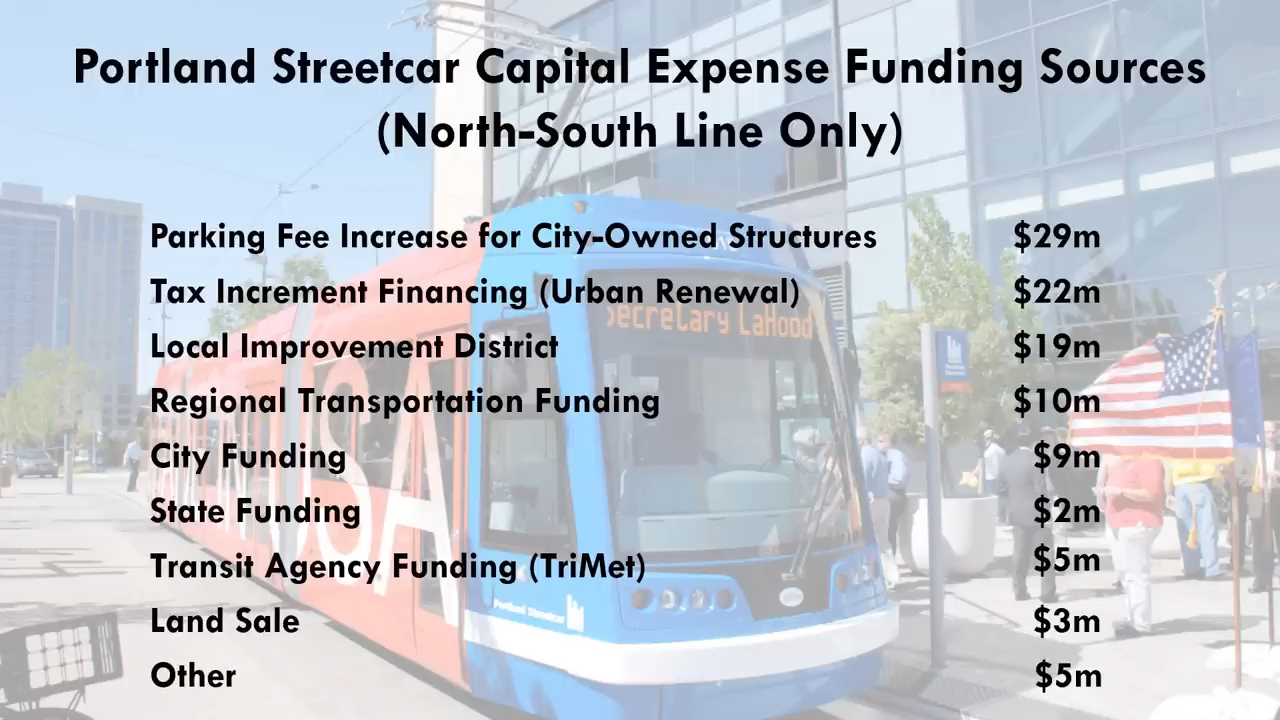 Portland Streetcar Capital Expense Funding Sources
(North-South Line Only)
Parking Fee Increase for City-Owned Structures $29m
Tax Increment Financing (Urban Renewal) $22m
Secretary LaHood
Local Improvement District $19m
Regional Transportation Funding $10m
City Funding $9m
State Funding $2m
Transit Agency Funding (TriMet) $5m
USA
Portland Streetcar
Land Sale $3m
Other $5m